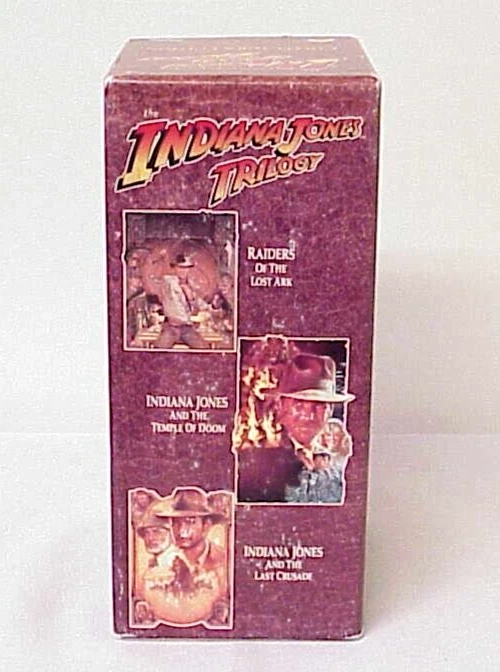 the
INDIANA JONES
TRILOGY
RAIDERS
OF THE
LOST ARK
INDIANA JONES
AND THE
TEMPLE OF DOOM
INDIANA JONES
AND THE
LAST CRUSADE